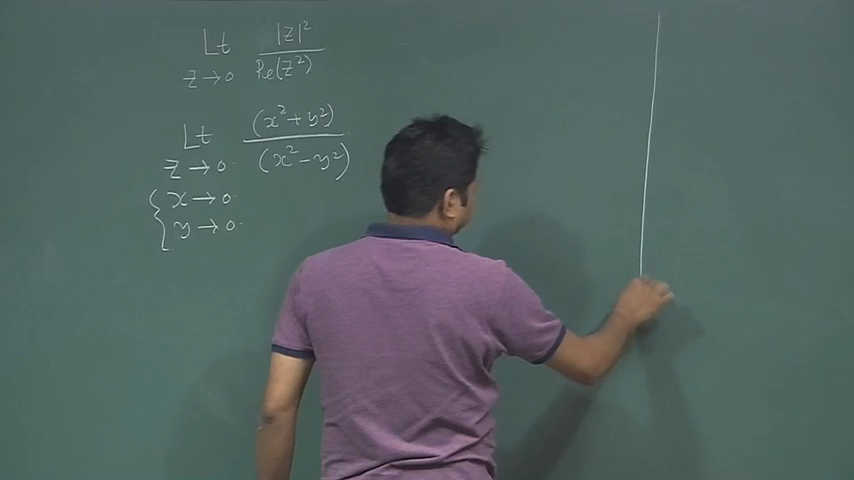 Lt |Z|²
z→0 Re(Z²)
Lt (x²+y²)
z→0 (x²−y²)
{ x→0
y→0